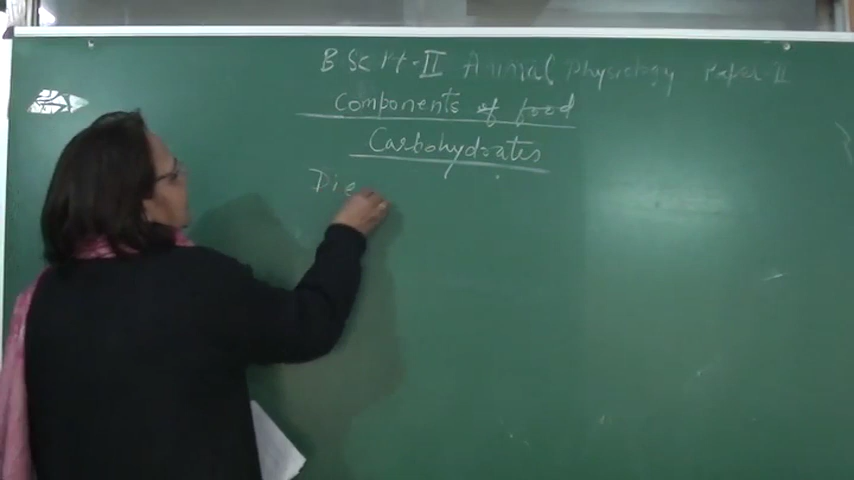 B Sc Pt-II Animal Physiology Paper II
Components of food
Carbohydrates
Die